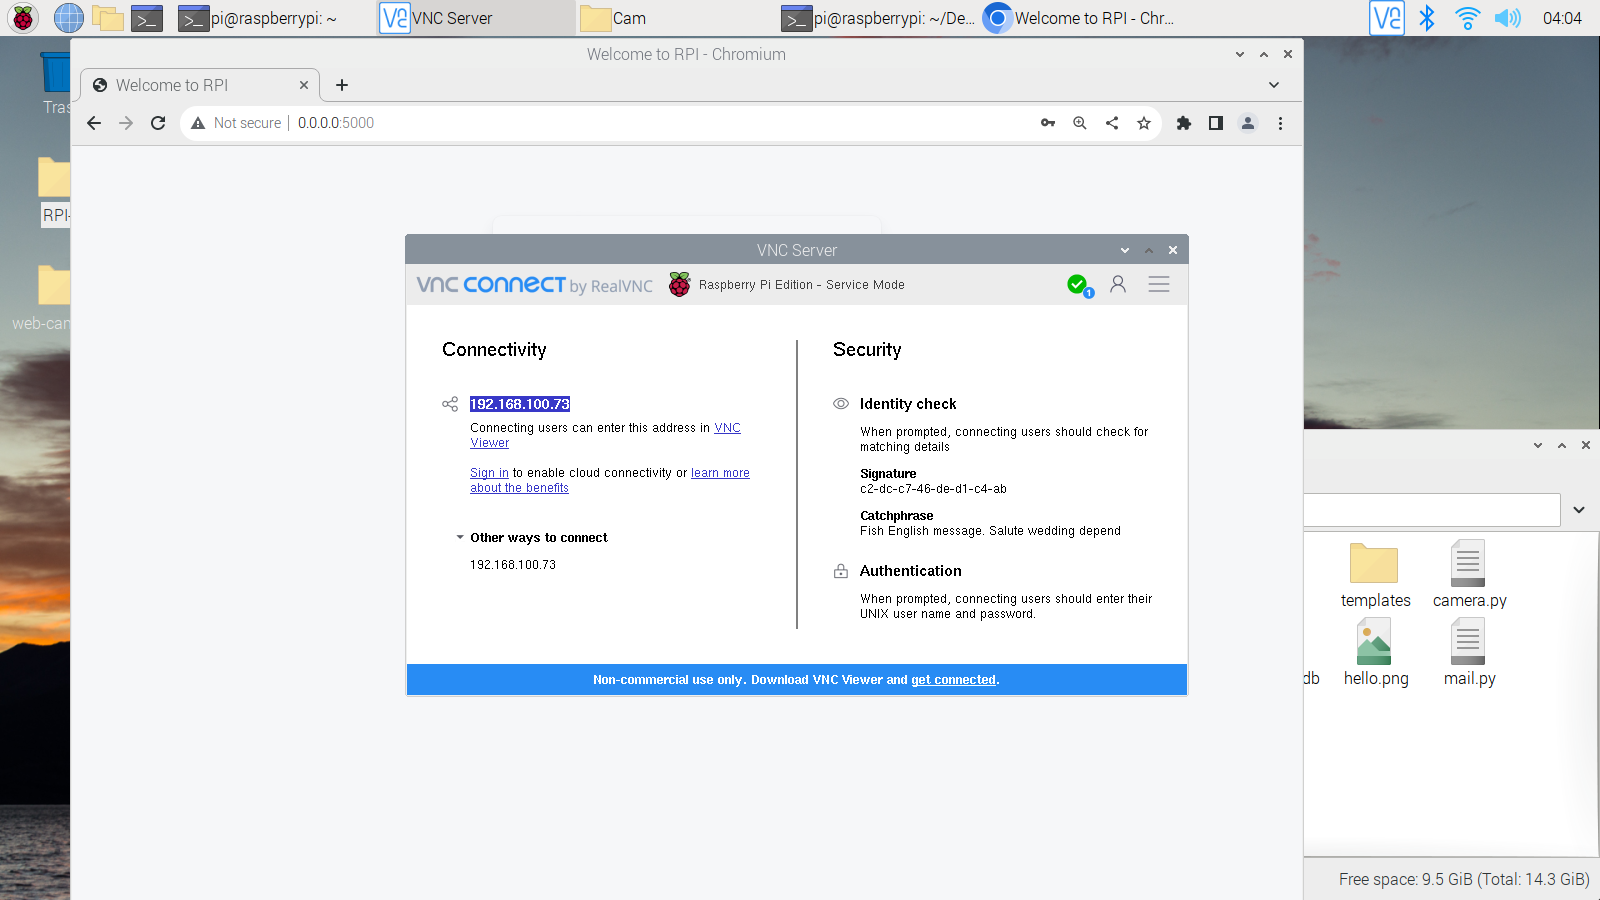 pi@raspberrypi: ~
VNC Server
Cam
pi@raspberrypi: ~/De...
Welcome to RPI - Chr...
04:04
Tras
RPI-
web-can
Welcome to RPI - Chromium
Welcome to RPI
Not secure
0.0.0.0:5000
VNC Server
VNC CONNECT by RealVNC
Raspberry Pi Edition - Service Mode
1
Connectivity
192.168.100.73
Connecting users can enter this address in VNC
Viewer
Sign in to enable cloud connectivity or learn more
about the benefits
Other ways to connect
192.168.100.73
Security
Identity check
When prompted, connecting users should check for
matching details
Signature
c2-dc-c7-46-de-d1-c4-ab
Catchphrase
Fish English message. Salute wedding depend
Authentication
When prompted, connecting users should enter their
UNIX user name and password.
Non-commercial use only. Download VNC Viewer and get connected.
templates
camera.py
db
hello.png
mail.py
Free space: 9.5 GiB (Total: 14.3 GiB)